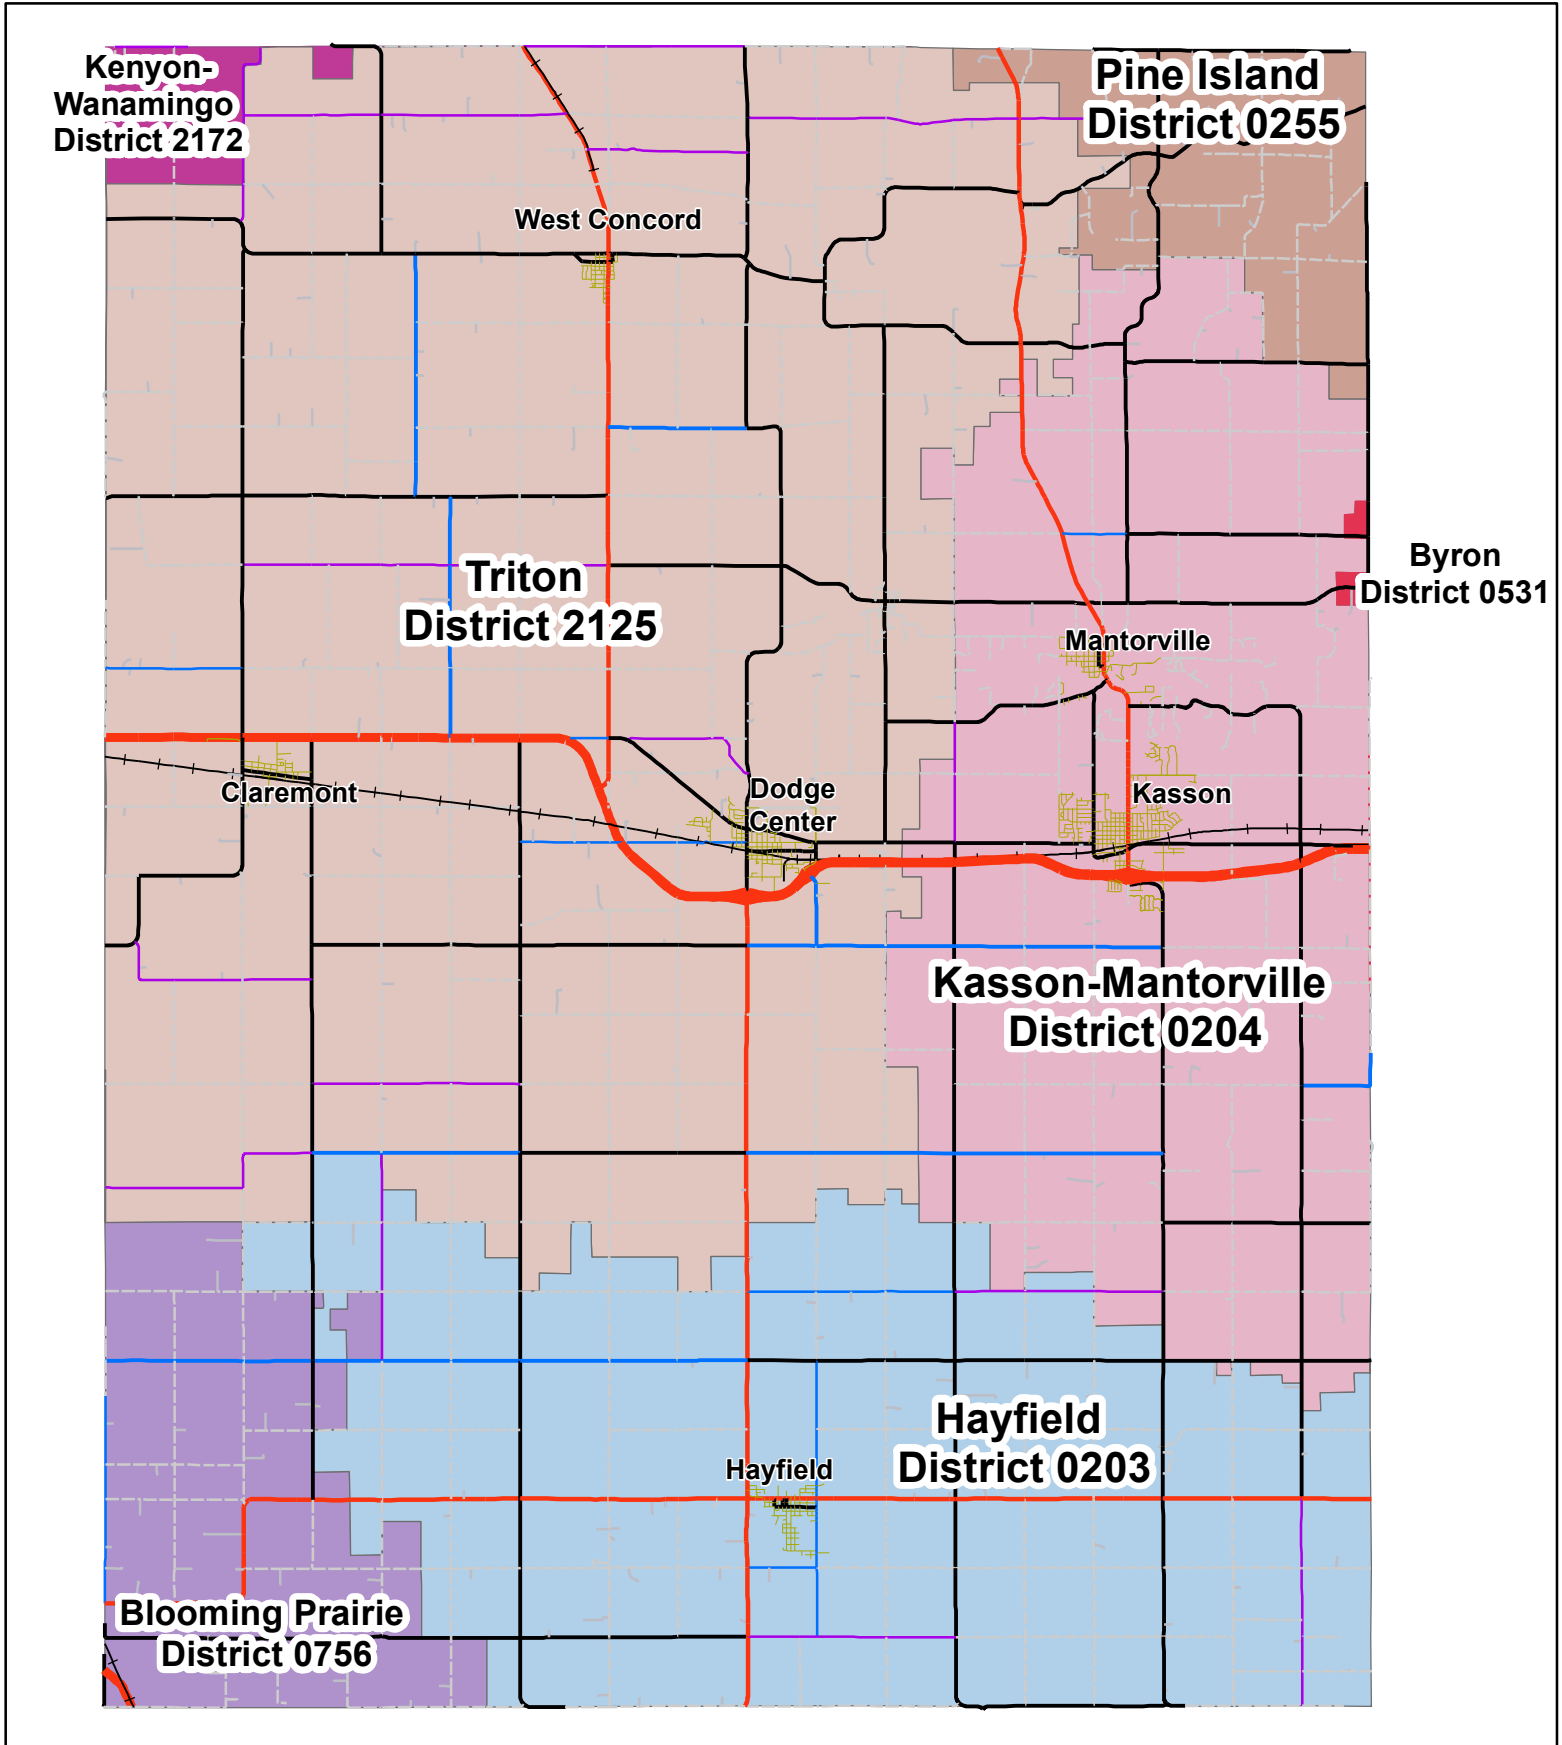 Kenyon-
Wanamingo
District 2172
Pine Island
District 0255
West Concord
Byron
District 0531
Triton
District 2125
Mantorville
Claremont
Dodge
Center
Kasson
Kasson-Mantorville
District 0204
Hayfield
District 0203
Hayfield
Blooming Prairie
District 0756